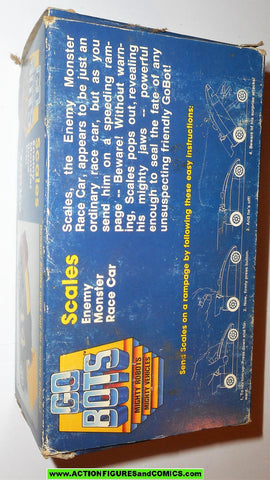 GO
BOTS
MIGHTY ROBOTS
MIGHTY VEHICLES
Scales
Enemy
Monster
Race Car
Scales, the Enemy Monster
Race Car, appears to be just an
ordinary race car, but as you
send him on a speeding ram-
page -- Beware! Without warn-
ing, Scales pops out, revealing
mighty jaws -- powerful
enough to seal the fate of any
unsuspecting friendly GoBot!
Send Scales on a rampage by following these easy instructions:
Scales
www.ACTIONFIGURESandCOMICS.com